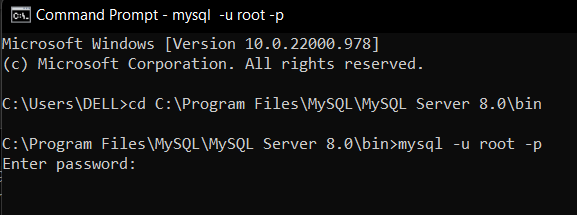 Command Prompt - mysql  -u root -p
Microsoft Windows [Version 10.0.22000.978]
(c) Microsoft Corporation. All rights reserved.
C:\Users\DELL>cd C:\Program Files\MySQL\MySQL Server 8.0\bin
C:\Program Files\MySQL\MySQL Server 8.0\bin>mysql -u root -p
Enter password: